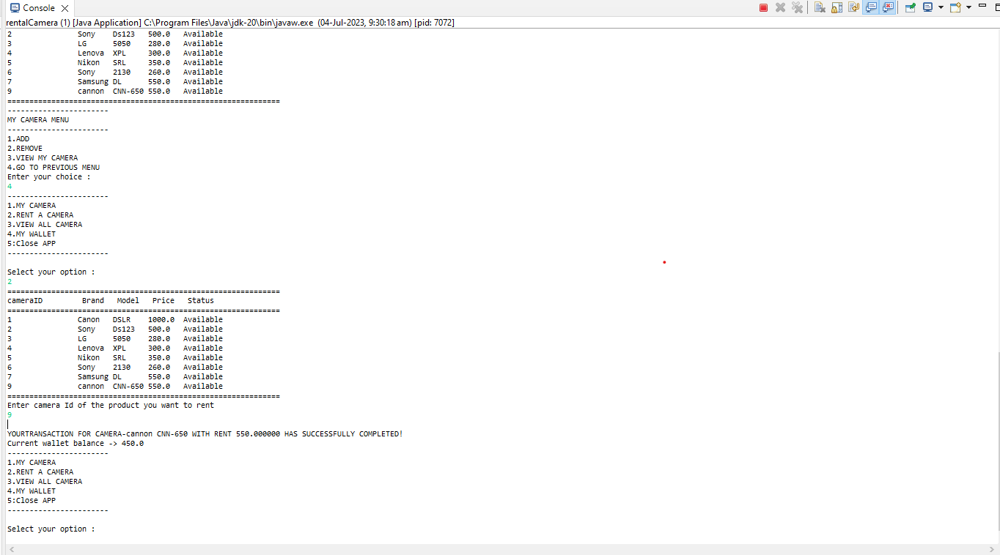 Console
rentalCamera (1) [Java Application] C:\Program Files\Java\jdk-20\bin\javaw.exe (04-Jul-2023, 9:30:18 am) [pid: 7072]
2 Sony Ds123 500.0 Available
3 LG 5050 280.0 Available
4 Lenova XPL 300.0 Available
5 Nikon SRL 350.0 Available
6 Sony 2130 260.0 Available
7 Samsung DL 550.0 Available
9 cannon CNN-650 550.0 Available
==============================================================
-----------------------
MY CAMERA MENU
-----------------------
1.ADD
2.REMOVE
3.VIEW MY CAMERA
4.GO TO PREVIOUS MENU
Enter your choice :
4
-----------------------
1.MY CAMERA
2.RENT A CAMERA
3.VIEW ALL CAMERA
4.MY WALLET
5:Close APP
-----------------------
Select your option :
2
==============================================================
cameraID Brand Model Price Status
==============================================================
1 Canon DSLR 1000.0 Available
2 Sony Ds123 500.0 Available
3 LG 5050 280.0 Available
4 Lenova XPL 300.0 Available
5 Nikon SRL 350.0 Available
6 Sony 2130 260.0 Available
7 Samsung DL 550.0 Available
9 cannon CNN-650 550.0 Available
==============================================================
Enter camera Id of the product you want to rent
9
YOURTRANSACTION FOR CAMERA-cannon CNN-650 WITH RENT 550.000000 HAS SUCCESSFULLY COMPLETED!
Current wallet balance -> 450.0
-----------------------
1.MY CAMERA
2.RENT A CAMERA
3.VIEW ALL CAMERA
4.MY WALLET
5:Close APP
-----------------------
Select your option :